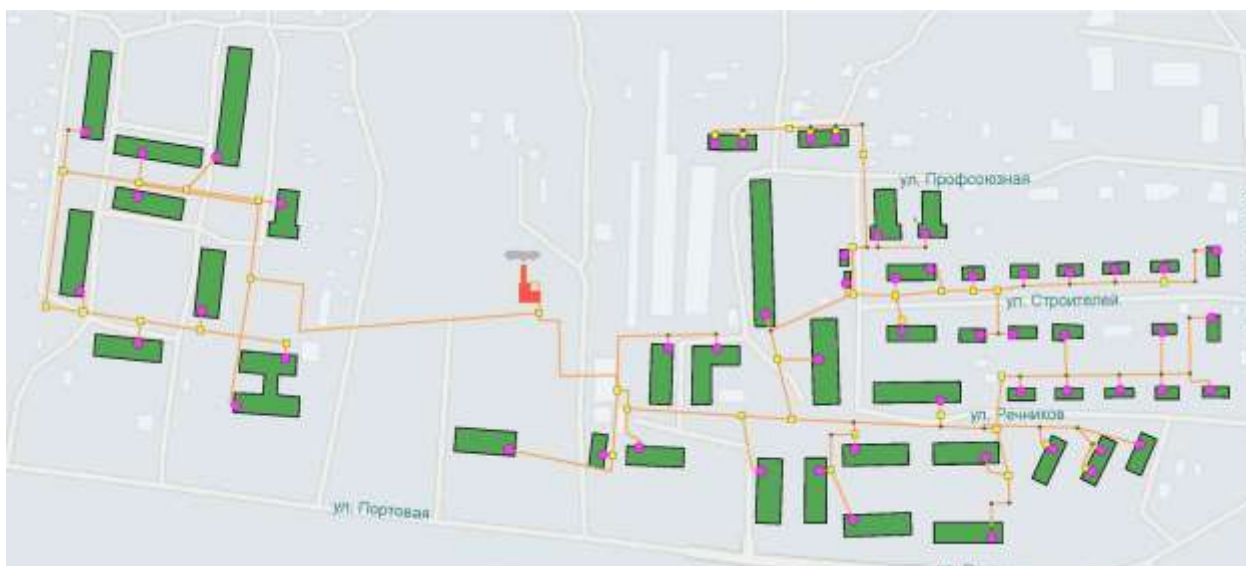 ул. Профсоюзная
ул. Строителей
ул. Речников
ул. Портовая